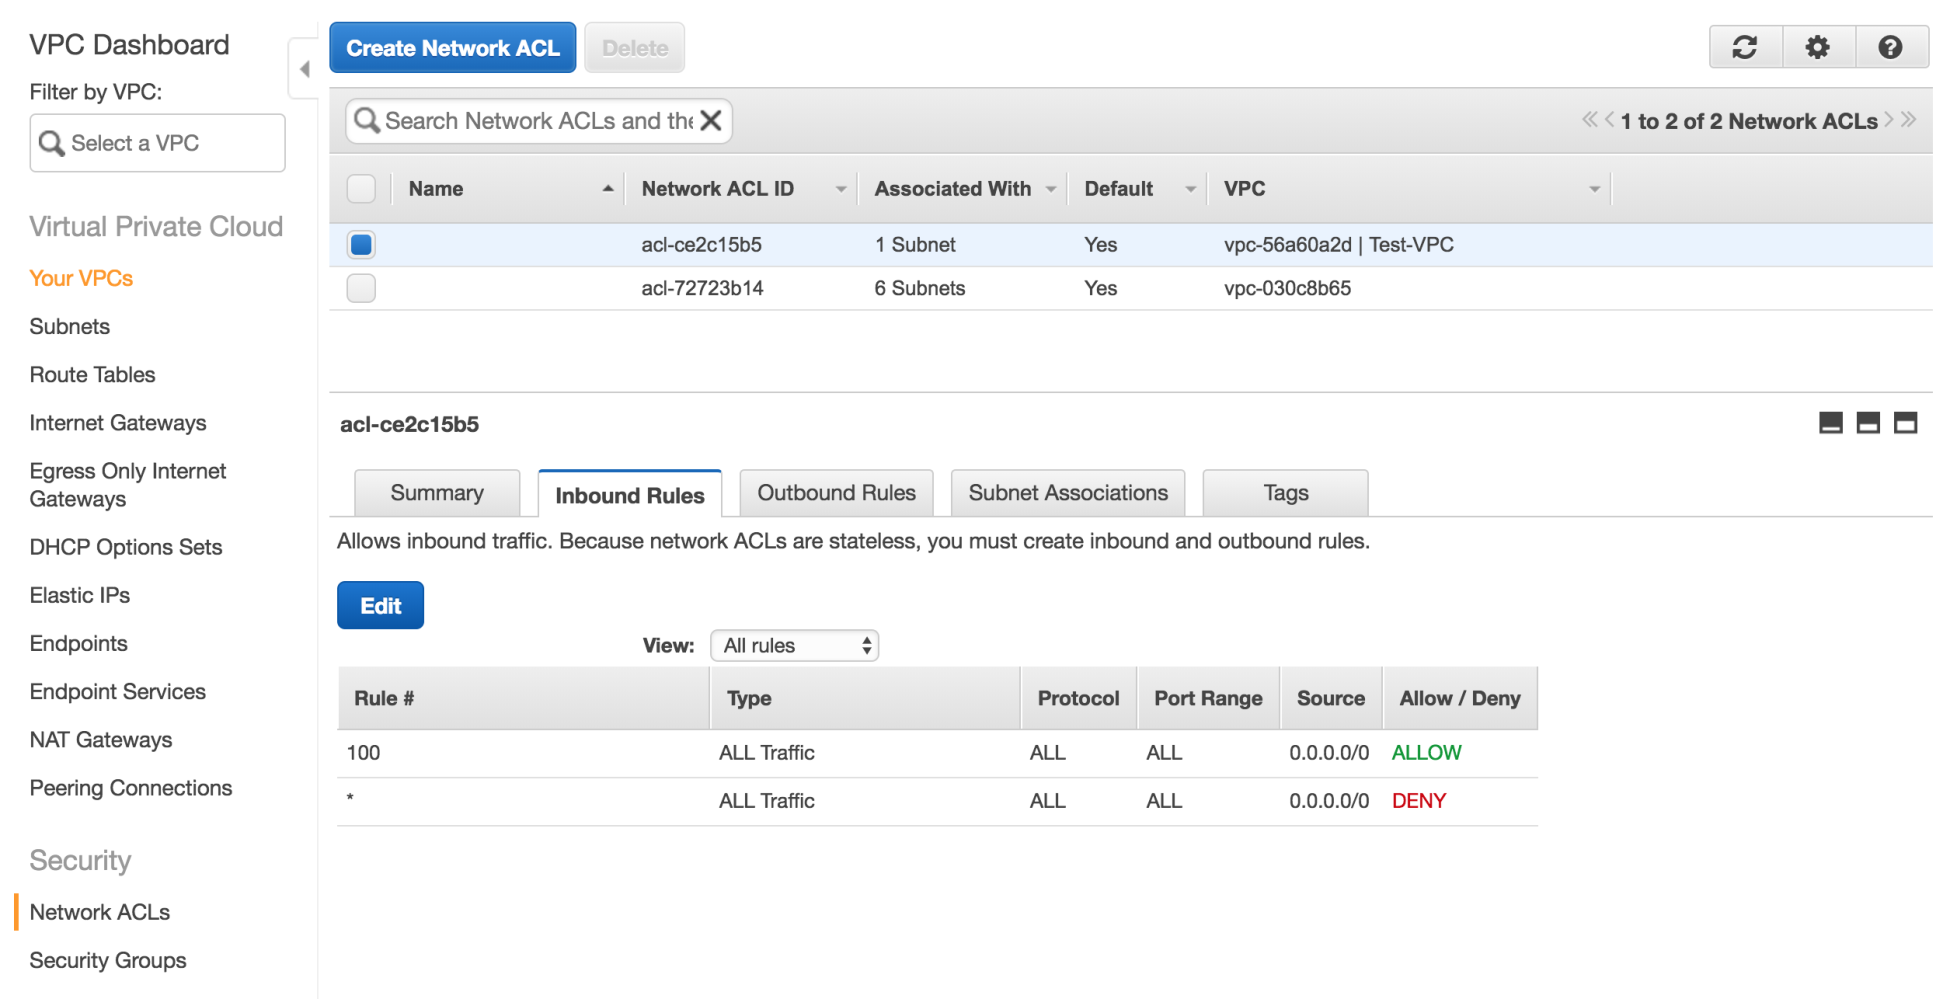 VPC Dashboard
Filter by VPC:
Select a VPC
Virtual Private Cloud
Your VPCs
Subnets
Route Tables
Internet Gateways
Egress Only Internet
Gateways
DHCP Options Sets
Elastic IPs
Endpoints
Endpoint Services
NAT Gateways
Peering Connections
Security
Network ACLs
Security Groups
Create Network ACL Delete
Search Network ACLs and the
1 to 2 of 2 Network ACLs
Name Network ACL ID Associated With Default VPC
acl-ce2c15b5 1 Subnet Yes vpc-56a60a2d | Test-VPC
acl-72723b14 6 Subnets Yes vpc-030c8b65
acl-ce2c15b5
Summary Inbound Rules Outbound Rules Subnet Associations Tags
Allows inbound traffic. Because network ACLs are stateless, you must create inbound and outbound rules.
Edit
View: All rules
Rule # Type Protocol Port Range Source Allow / Deny
100 ALL Traffic ALL ALL 0.0.0.0/0 ALLOW
* ALL Traffic ALL ALL 0.0.0.0/0 DENY